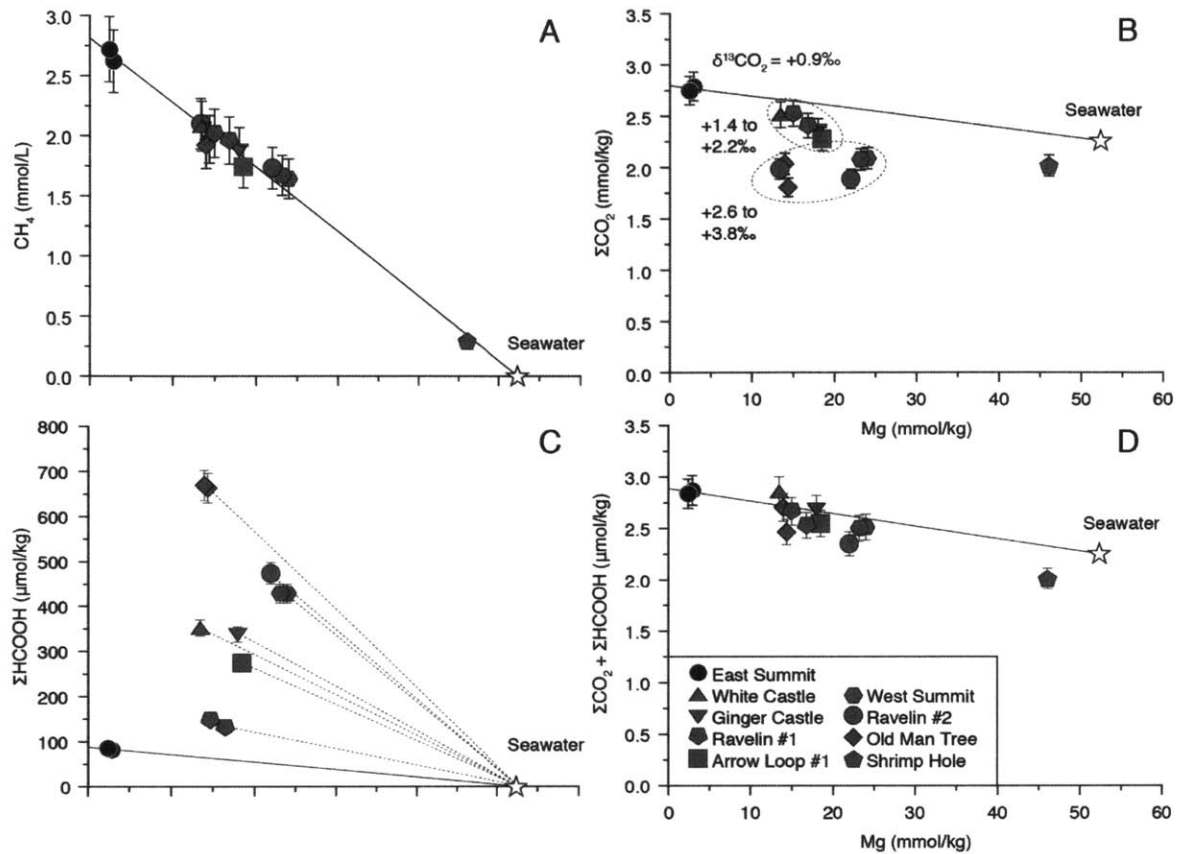 A
3.0
2.5
2.0
1.5
1.0
0.5
0.0
CH₄ (mmol/L)
Seawater
B
3.5
3.0
2.5
2.0
1.5
1.0
0.5
0.0
ΣCO₂ (mmol/kg)
δ¹³CO₂ = +0.9‰
+1.4 to
+2.2‰
+2.6 to
+3.8‰
Seawater
0 10 20 30 40 50 60
Mg (mmol/kg)
C
800
700
600
500
400
300
200
100
0
ΣHCOOH (μmol/kg)
Seawater
D
3.5
3.0
2.5
2.0
1.5
1.0
0.5
0.0
ΣCO₂ + ΣHCOOH (μmol/kg)
Seawater
East Summit
White Castle
Ginger Castle
Ravelin #1
Arrow Loop #1
West Summit
Ravelin #2
Old Man Tree
Shrimp Hole
0 10 20 30 40 50 60
Mg (mmol/kg)